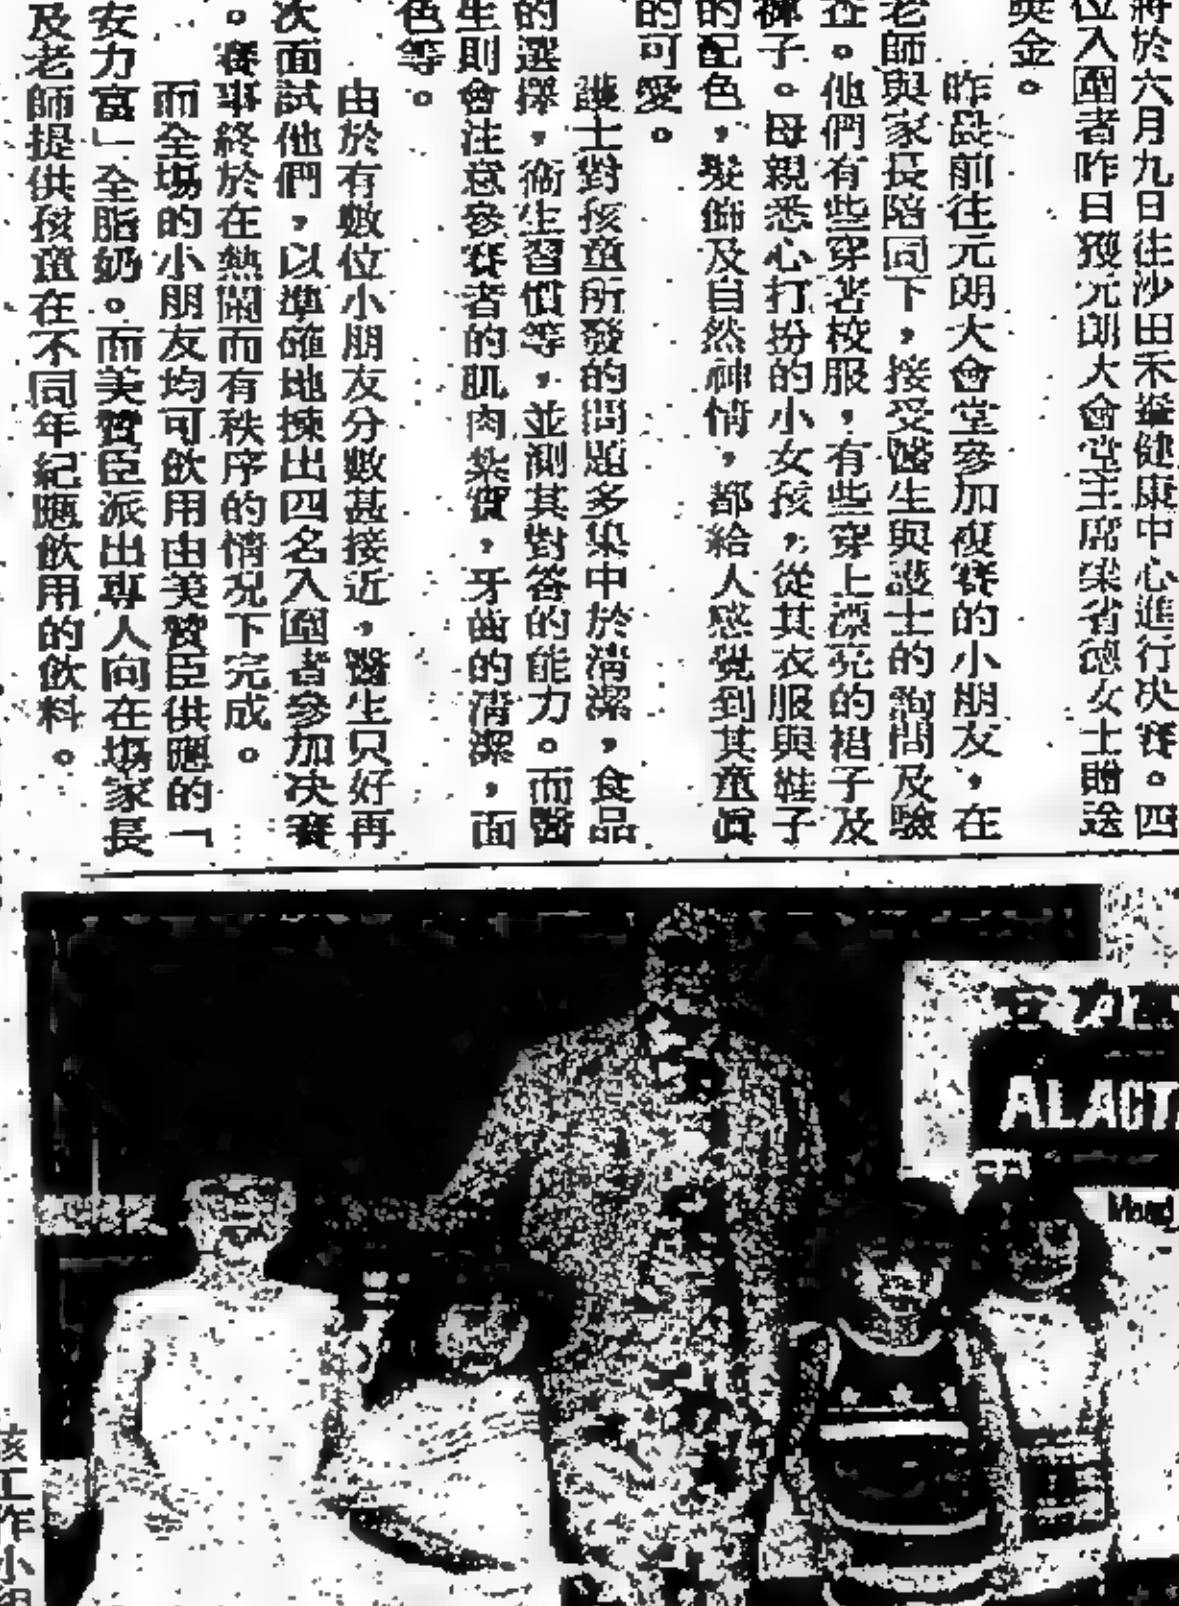 將於六月九日往沙田禾輋健康中心進行決賽。四
位入圍者昨日獲元朗大會堂主席梁省德女士贈送
獎金。
昨晨前往元朗大會堂參加複賽的小朋友，在
老師與家長陪同下，接受醫生與護士的詢問及驗
查。他們有些穿著校服，有些穿上漂亮的裙子及
褲子。母親悉心打扮的小女孩，從其衣服與鞋子
的配色，髮飾及自然神情，都給人感覺到其童眞
的可愛。
護士對孩童所發的問題多集中於清潔，食品
的選擇，衞生習慣等，並測其對答的能力。而醫
生則會注意參賽者的肌肉紮實，牙齒的清潔，面
色等。
由於有數位小朋友分數甚接近，醫生只好再
次面試他們，以準確地揀出四名入圍者參加決賽
。賽事終於在熱鬧而有秩序的情況下完成。
而全場的小朋友均可飲用由美贊臣供應的「
安力富」全脂奶。而美贊臣派出專人向在場家長
及老師提供孩童在不同年紀應飲用的飲料。
力
ALACTA
Mead
該工作小組